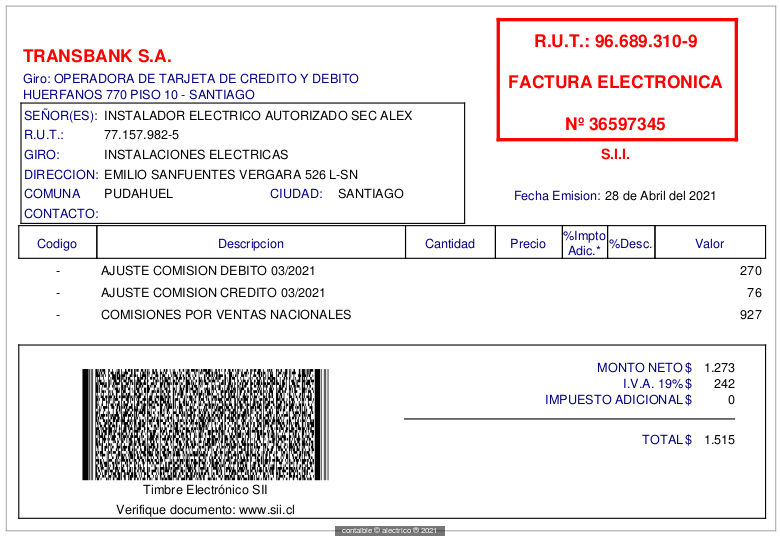 TRANSBANK S.A.
Giro: OPERADORA DE TARJETA DE CREDITO Y DEBITO
HUERFANOS 770 PISO 10 - SANTIAGO
R.U.T.: 96.689.310-9
FACTURA ELECTRONICA
Nº 36597345
S.I.I.
SEÑOR(ES): INSTALADOR ELECTRICO AUTORIZADO SEC ALEX
R.U.T.: 77.157.982-5
GIRO: INSTALACIONES ELECTRICAS
DIRECCION: EMILIO SANFUENTES VERGARA 526 L-SN
COMUNA PUDAHUEL CIUDAD: SANTIAGO
CONTACTO:
Fecha Emision: 28 de Abril del 2021
Codigo Descripcion Cantidad Precio %Impto Adic.* %Desc. Valor
- AJUSTE COMISION DEBITO 03/2021 270
- AJUSTE COMISION CREDITO 03/2021 76
- COMISIONES POR VENTAS NACIONALES 927
MONTO NETO $ 1.273
I.V.A. 19% $ 242
IMPUESTO ADICIONAL $ 0
TOTAL $ 1.515
Timbre Electrónico SII
Verifique documento: www.sii.cl
contaible © alectrico ® 2021